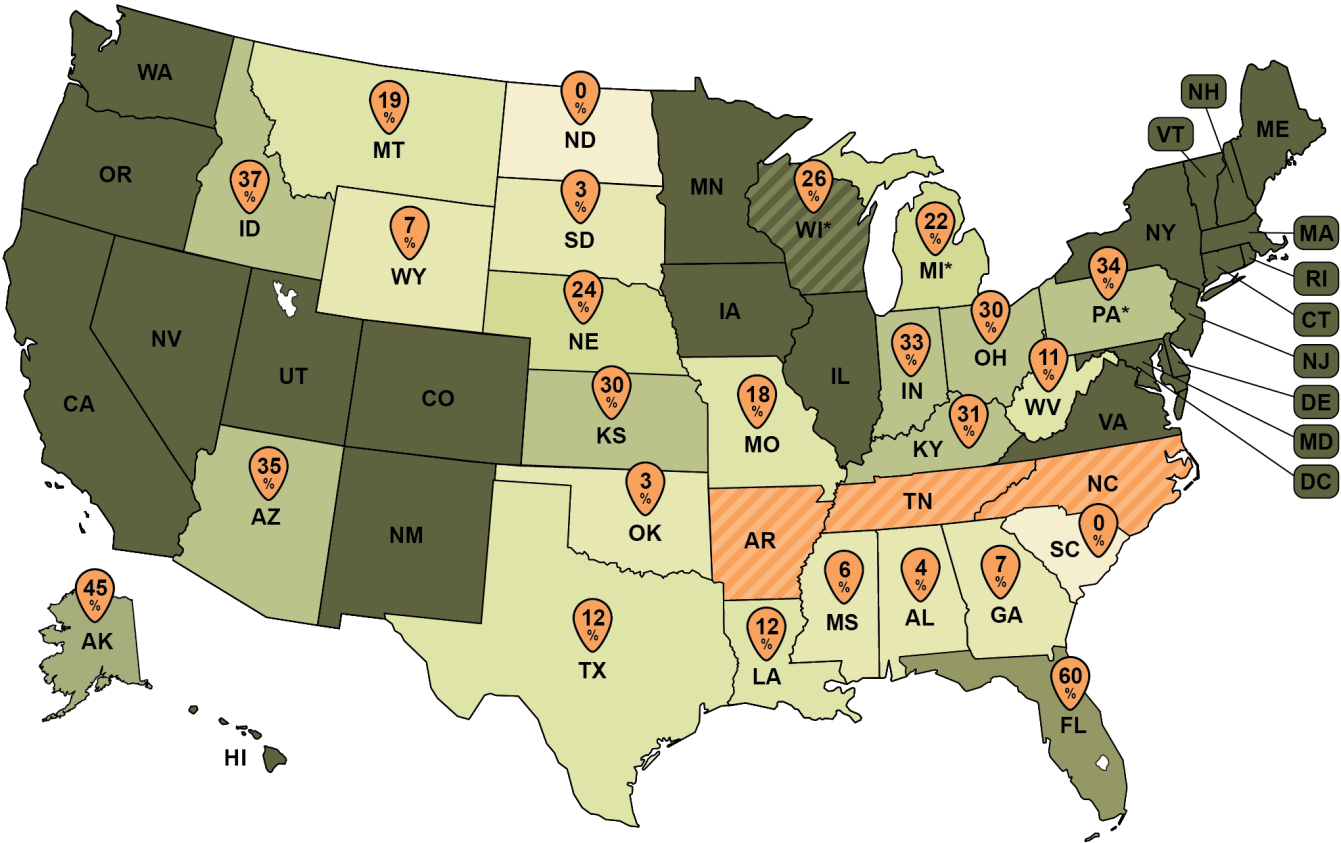 WA
OR
CA
NV
37
%
ID
19
%
MT
7
%
WY
UT
CO
35
%
AZ
NM
0
%
ND
3
%
SD
24
%
NE
30
%
KS
3
%
OK
12
%
TX
MN
IA
18
%
MO
AR
12
%
LA
26
%
WI*
IL
22
%
MI*
33
%
IN
30
%
OH
31
%
KY
TN
6
%
MS
4
%
AL
7
%
GA
60
%
FL
0
%
SC
NC
VA
11
%
WV
34
%
PA*
NY
VT
NH
ME
MA
RI
CT
NJ
DE
MD
DC
45
%
AK
HI